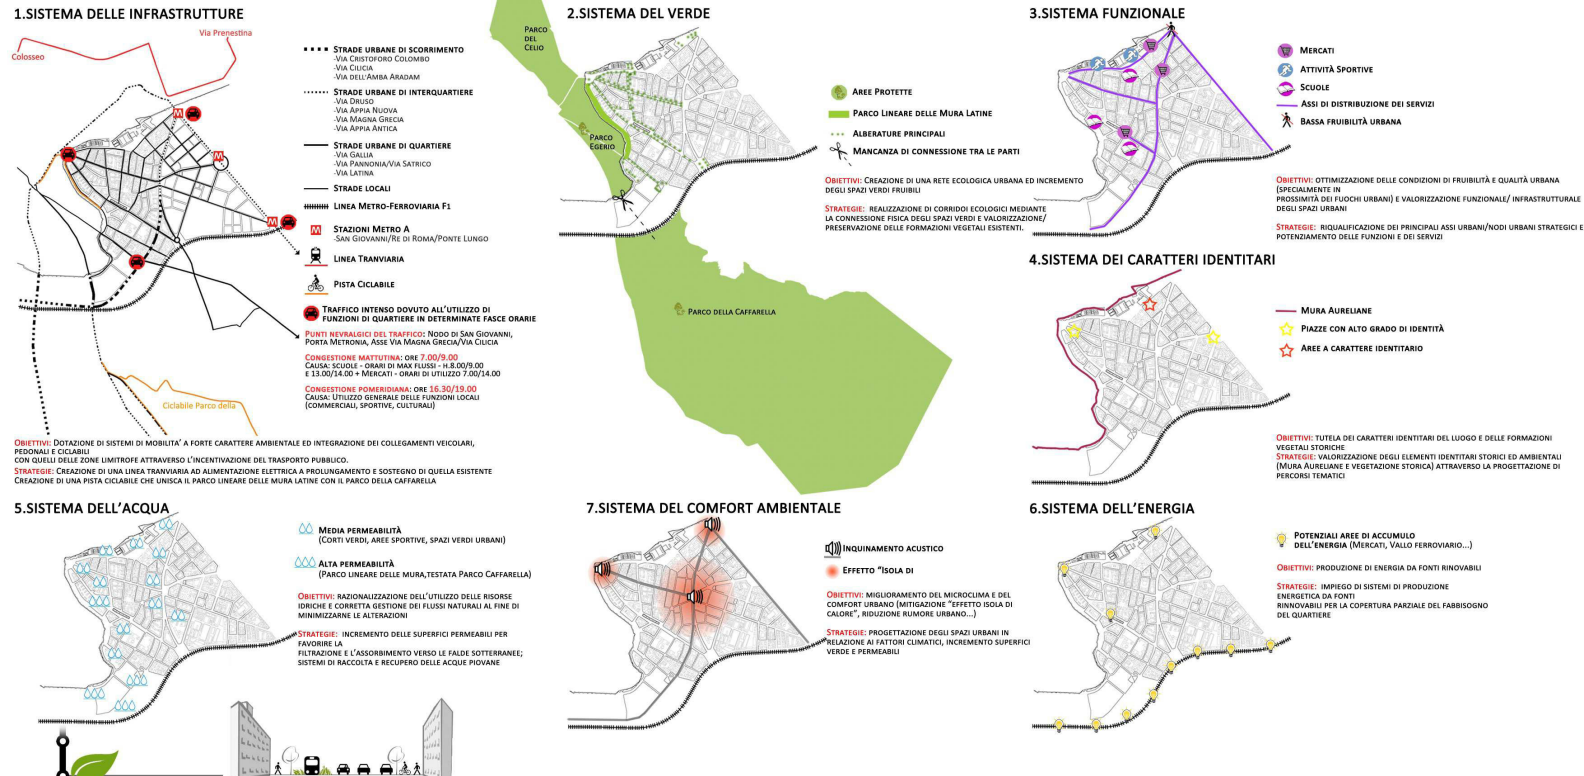 1.SISTEMA DELLE INFRASTRUTTURE
Via Prenestina
Colosseo
STRADE URBANE DI SCORRIMENTO
-VIA CRISTOFORO COLOMBO
-VIA CILICIA
-VIA DELL'AMBA ARADAM
STRADE URBANE DI INTERQUARTIERE
-VIA DRUSO
-VIA APPIA NUOVA
-VIA MAGNA GRECIA
-VIA APPIA ANTICA
STRADE URBANE DI QUARTIERE
-VIA GALLIA
-VIA PANNONIA/VIA SATRICO
-VIA LATINA
STRADE LOCALI
LINEA METRO-FERROVIARIA F1
M
M
M
M
STAZIONI METRO A
-SAN GIOVANNI/RE DI ROMA/PONTE LUNGO
LINEA TRANVIARIA
PISTA CICLABILE
TRAFFICO INTENSO DOVUTO ALL'UTILIZZO DI
FUNZIONI DI QUARTIERE IN DETERMINATE FASCE ORARIE
PUNTI NEVRALGICI DEL TRAFFICO: NODO DI SAN GIOVANNI,
PORTA METRONIA, ASSE VIA MAGNA GRECIA/VIA CILICIA
CONGESTIONE MATTUTINA: ORE 7.00/9.00
CAUSA: SCUOLE - ORARI DI MAX FLUSSI - H.8.00/9.00
E 13.00/14.00 + MERCATI - ORARI DI UTILIZZO 7.00/14.00
CONGESTIONE POMERIDIANA: ORE 16.30/19.00
CAUSA: UTILIZZO GENERALE DELLE FUNZIONI LOCALI
(COMMERCIALI, SPORTIVE, CULTURALI)
Ciclabile Parco della
OBIETTIVI: DOTAZIONE DI SISTEMI DI MOBILITA' A FORTE CARATTERE AMBIENTALE ED INTEGRAZIONE DEI COLLEGAMENTI VEICOLARI,
PEDONALI E CICLABILI
CON QUELLI DELLE ZONE LIMITROFE ATTRAVERSO L'INCENTIVAZIONE DEL TRASPORTO PUBBLICO.
STRATEGIE: CREAZIONE DI UNA LINEA TRANVIARIA AD ALIMENTAZIONE ELETTRICA A PROLUNGAMENTO E SOSTEGNO DI QUELLA ESISTENTE
CREAZIONE DI UNA PISTA CICLABILE CHE UNISCA IL PARCO LINEARE DELLE MURA LATINE CON IL PARCO DELLA CAFFARELLA
2.SISTEMA DEL VERDE
PARCO
DEL
CELIO
PARCO
EGERIO
PARCO DELLA CAFFARELLA
AREE PROTETTE
PARCO LINEARE DELLE MURA LATINE
ALBERATURE PRINCIPALI
MANCANZA DI CONNESSIONE TRA LE PARTI
OBIETTIVI: CREAZIONE DI UNA RETE ECOLOGICA URBANA ED INCREMENTO
DEGLI SPAZI VERDI FRUIBILI
STRATEGIE: REALIZZAZIONE DI CORRIDOI ECOLOGICI MEDIANTE
LA CONNESSIONE FISICA DEGLI SPAZI VERDI E VALORIZZAZIONE/
PRESERVAZIONE DELLE FORMAZIONI VEGETALI ESISTENTI.
3.SISTEMA FUNZIONALE
MERCATI
ATTIVITÀ SPORTIVE
SCUOLE
ASSI DI DISTRIBUZIONE DEI SERVIZI
BASSA FRUIBILITÀ URBANA
OBIETTIVI: OTTIMIZZAZIONE DELLE CONDIZIONI DI FRUIBILITÀ E QUALITÀ URBANA
(SPECIALMENTE IN
PROSSIMITÀ DEI FUOCHI URBANI) E VALORIZZAZIONE FUNZIONALE/ INFRASTRUTTURALE
DEGLI SPAZI URBANI
STRATEGIE: RIQUALIFICAZIONE DEI PRINCIPALI ASSI URBANI/NODI URBANI STRATEGICI E
POTENZIAMENTO DELLE FUNZIONI E DEI SERVIZI
4.SISTEMA DEI CARATTERI IDENTITARI
MURA AURELIANE
PIAZZE CON ALTO GRADO DI IDENTITÀ
AREE A CARATTERE IDENTITARIO
OBIETTIVI: TUTELA DEI CARATTERI IDENTITARI DEL LUOGO E DELLE FORMAZIONI
VEGETALI STORICHE
STRATEGIE: VALORIZZAZIONE DEGLI ELEMENTI IDENTITARI STORICI ED AMBIENTALI
(MURA AURELIANE E VEGETAZIONE STORICA) ATTRAVERSO LA PROGETTAZIONE DI
PERCORSI TEMATICI
5.SISTEMA DELL'ACQUA
MEDIA PERMEABILITÀ
(CORTI VERDI, AREE SPORTIVE, SPAZI VERDI URBANI)
ALTA PERMEABILITÀ
(PARCO LINEARE DELLE MURA,TESTATA PARCO CAFFARELLA)
OBIETTIVI: RAZIONALIZZAZIONE DELL'UTILIZZO DELLE RISORSE
IDRICHE E CORRETTA GESTIONE DEI FLUSSI NATURALI AL FINE DI
MINIMIZZARNE LE ALTERAZIONI
STRATEGIE: INCREMENTO DELLE SUPERFICI PERMEABILI PER
FAVORIRE LA
FILTRAZIONE E L'ASSORBIMENTO VERSO LE FALDE SOTTERRANEE;
SISTEMI DI RACCOLTA E RECUPERO DELLE ACQUE PIOVANE
7.SISTEMA DEL COMFORT AMBIENTALE
INQUINAMENTO ACUSTICO
EFFETTO "ISOLA DI
OBIETTIVI: MIGLIORAMENTO DEL MICROCLIMA E DEL
COMFORT URBANO (MITIGAZIONE "EFFETTO ISOLA DI
CALORE", RIDUZIONE RUMORE URBANO...)
STRATEGIE: PROGETTAZIONE DEGLI SPAZI URBANI IN
RELAZIONE AI FATTORI CLIMATICI, INCREMENTO SUPERFICI
VERDE E PERMEABILI
6.SISTEMA DELL'ENERGIA
POTENZIALI AREE DI ACCUMULO
DELL'ENERGIA (MERCATI, VALLO FERROVIARIO...)
OBIETTIVI: PRODUZIONE DI ENERGIA DA FONTI RINOVABILI
STRATEGIE: IMPIEGO DI SISTEMI DI PRODUZIONE
ENERGETICA DA FONTI
RINNOVABILI PER LA COPERTURA PARZIALE DEL FABBISOGNO
DEL QUARTIERE